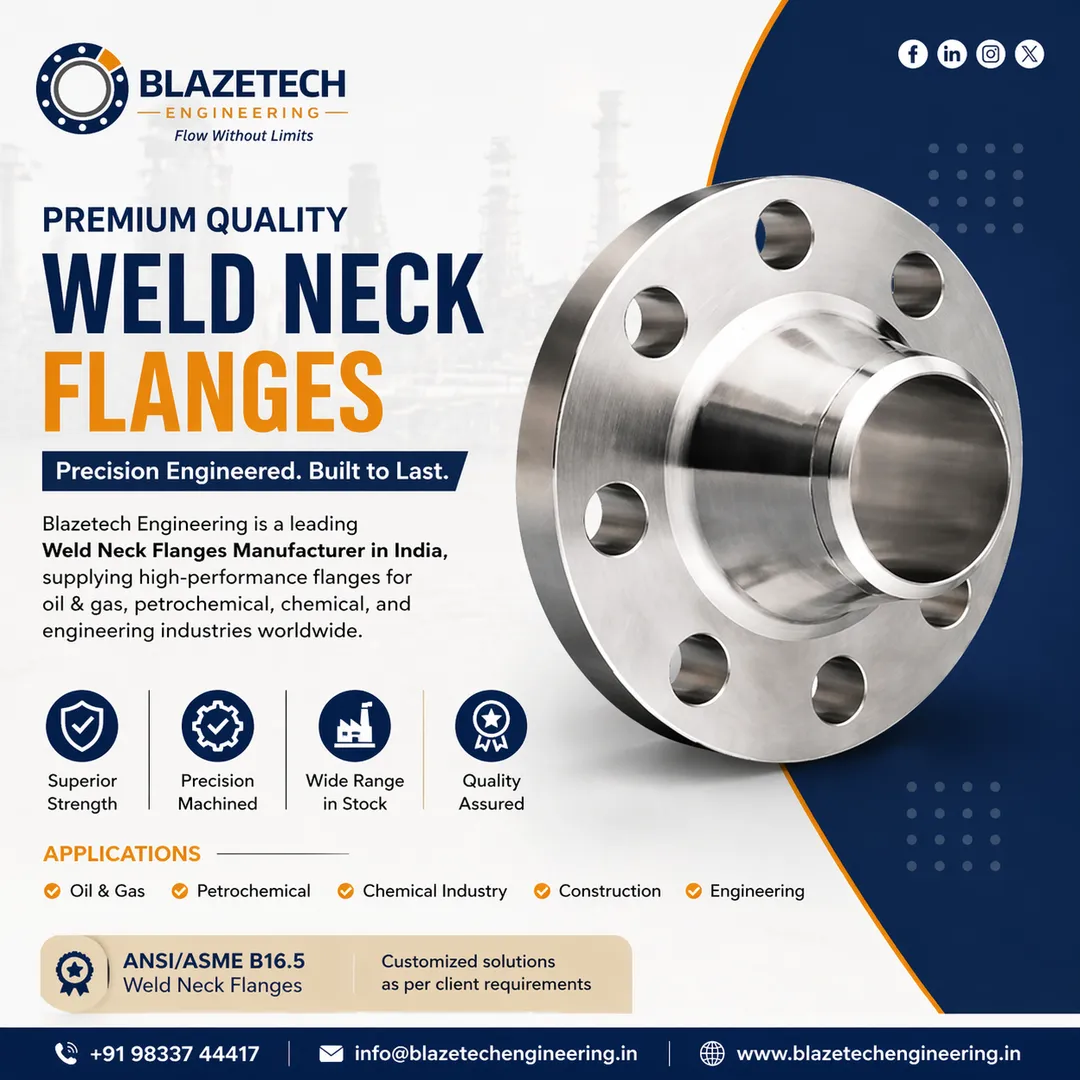 BLAZETECH
ENGINEERING
Flow Without Limits
PREMIUM QUALITY
WELD NECK
FLANGES
Precision Engineered. Built to Last.
Blazetech Engineering is a leading
Weld Neck Flanges Manufacturer in India,
supplying high-performance flanges for
oil & gas, petrochemical, chemical, and
engineering industries worldwide.
Superior
Strength
Precision
Machined
Wide Range
in Stock
Quality
Assured
APPLICATIONS
Oil & Gas
Petrochemical
Chemical Industry
Construction
Engineering
ANSI/ASME B16.5
Weld Neck Flanges
Customized solutions
as per client requirements
+91 98337 44417
info@blazetechengineering.in
www.blazetechengineering.in